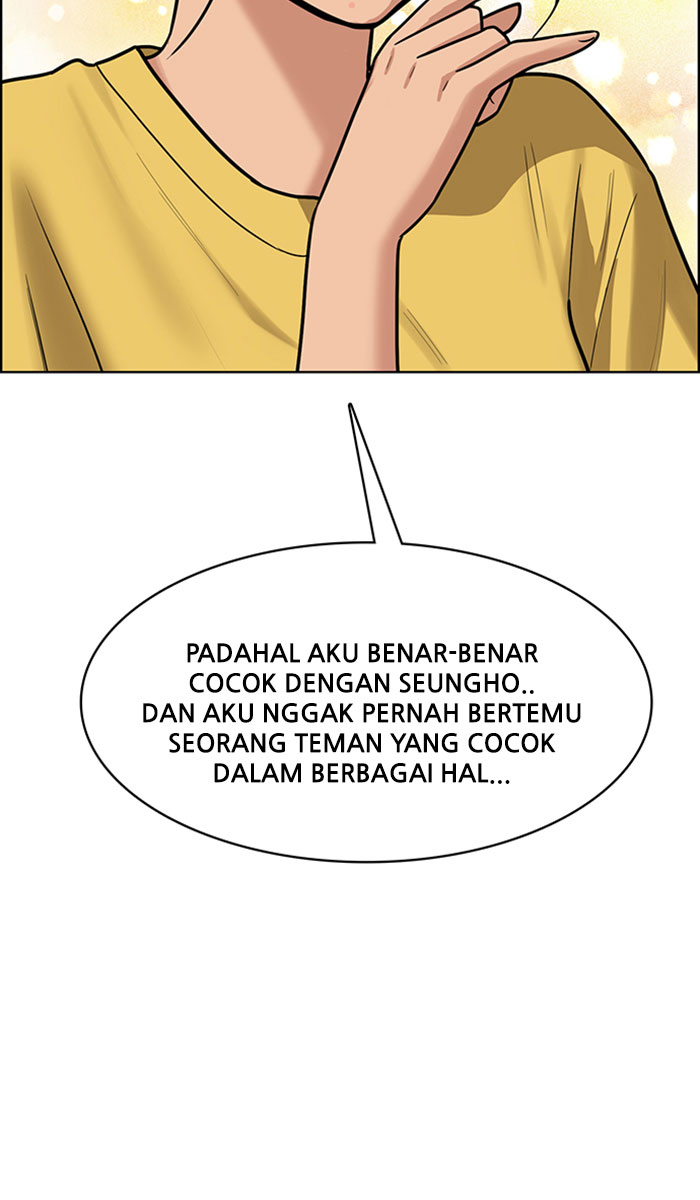 PADAHAL AKU BENAR-BENAR
COCOK DENGAN SEUNGHO..
DAN AKU NGGAK PERNAH BERTEMU
SEORANG TEMAN YANG COCOK
DALAM BERBAGAI HAL...